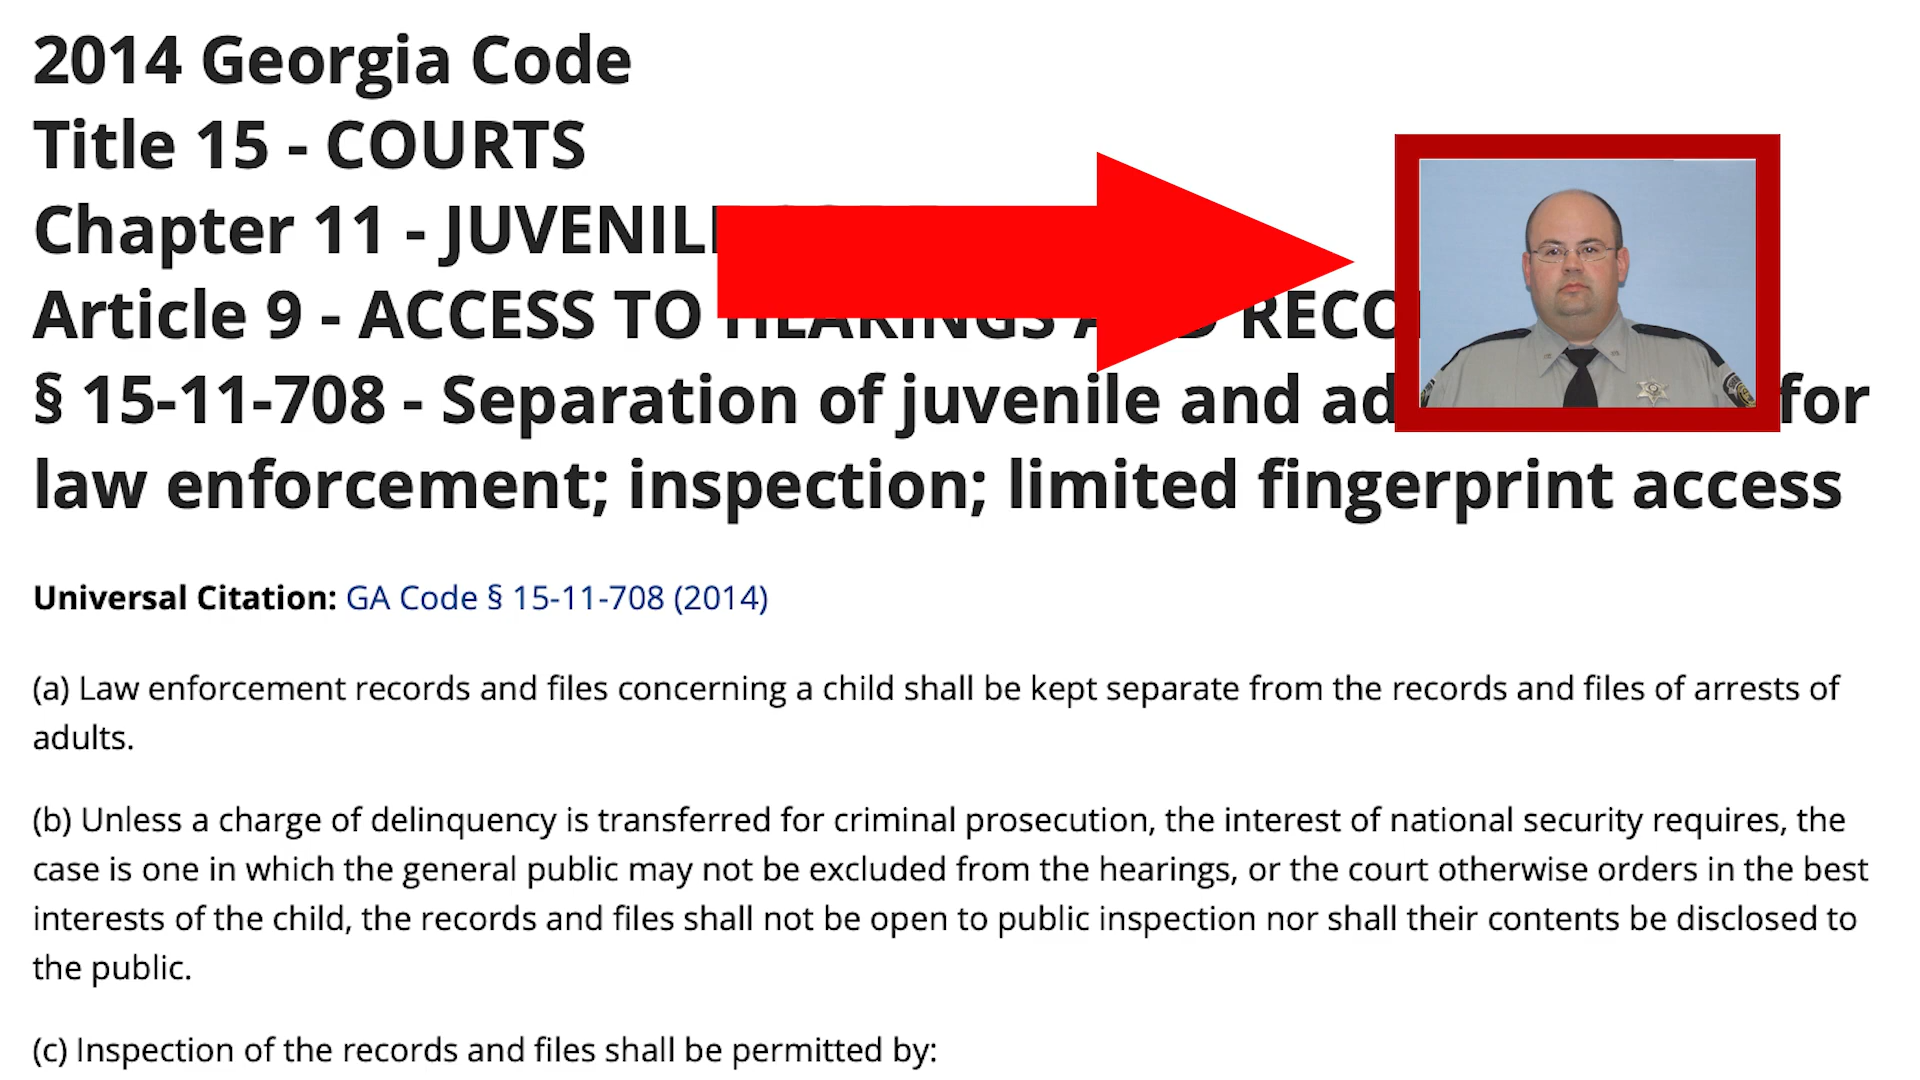 2014 Georgia Code
Title 15 - COURTS
Chapter 11 - JUVENIL
Article 9 - ACCESS TO HEARINGS RECO
§ 15-11-708 - Separation of juvenile and ad for
law enforcement; inspection; limited fingerprint access
Universal Citation: GA Code § 15-11-708 (2014)
(a) Law enforcement records and files concerning a child shall be kept separate from the records and files of arrests of
adults.
(b) Unless a charge of delinquency is transferred for criminal prosecution, the interest of national security requires, the
case is one in which the general public may not be excluded from the hearings, or the court otherwise orders in the best
interests of the child, the records and files shall not be open to public inspection nor shall their contents be disclosed to
the public.
(c) Inspection of the records and files shall be permitted by: